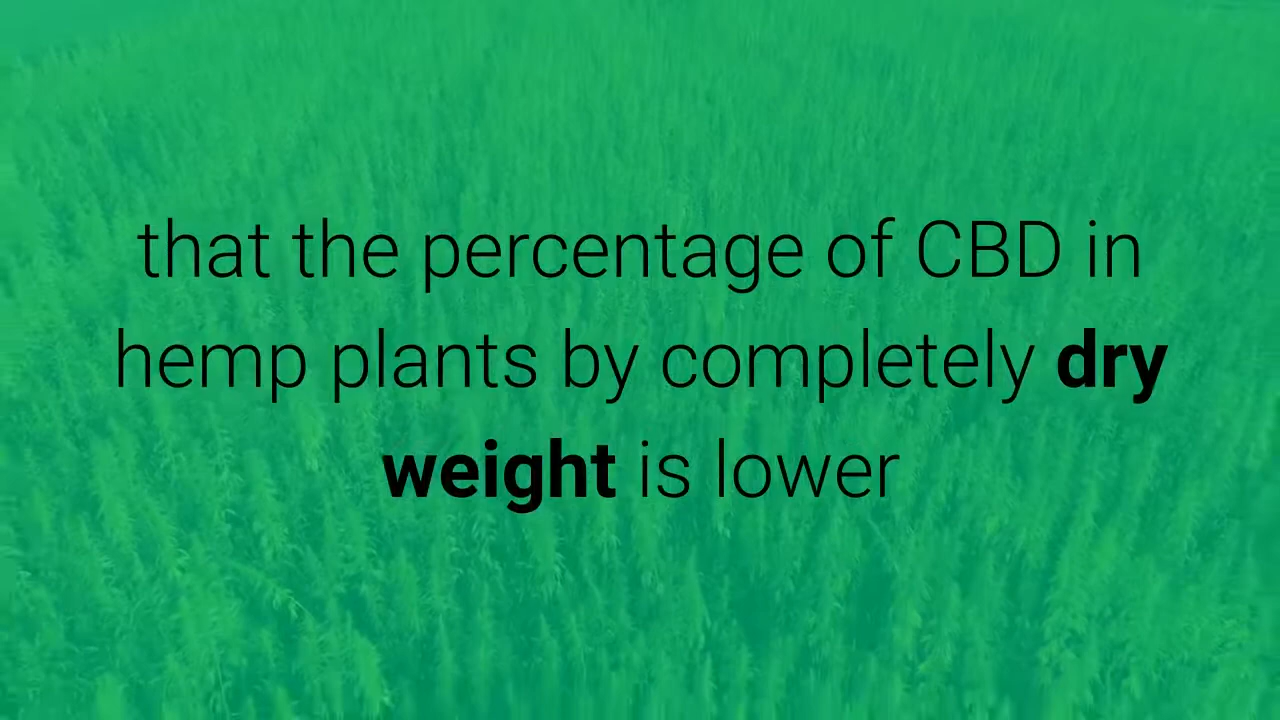 that the percentage of CBD in
hemp plants by completely dry
weight is lower